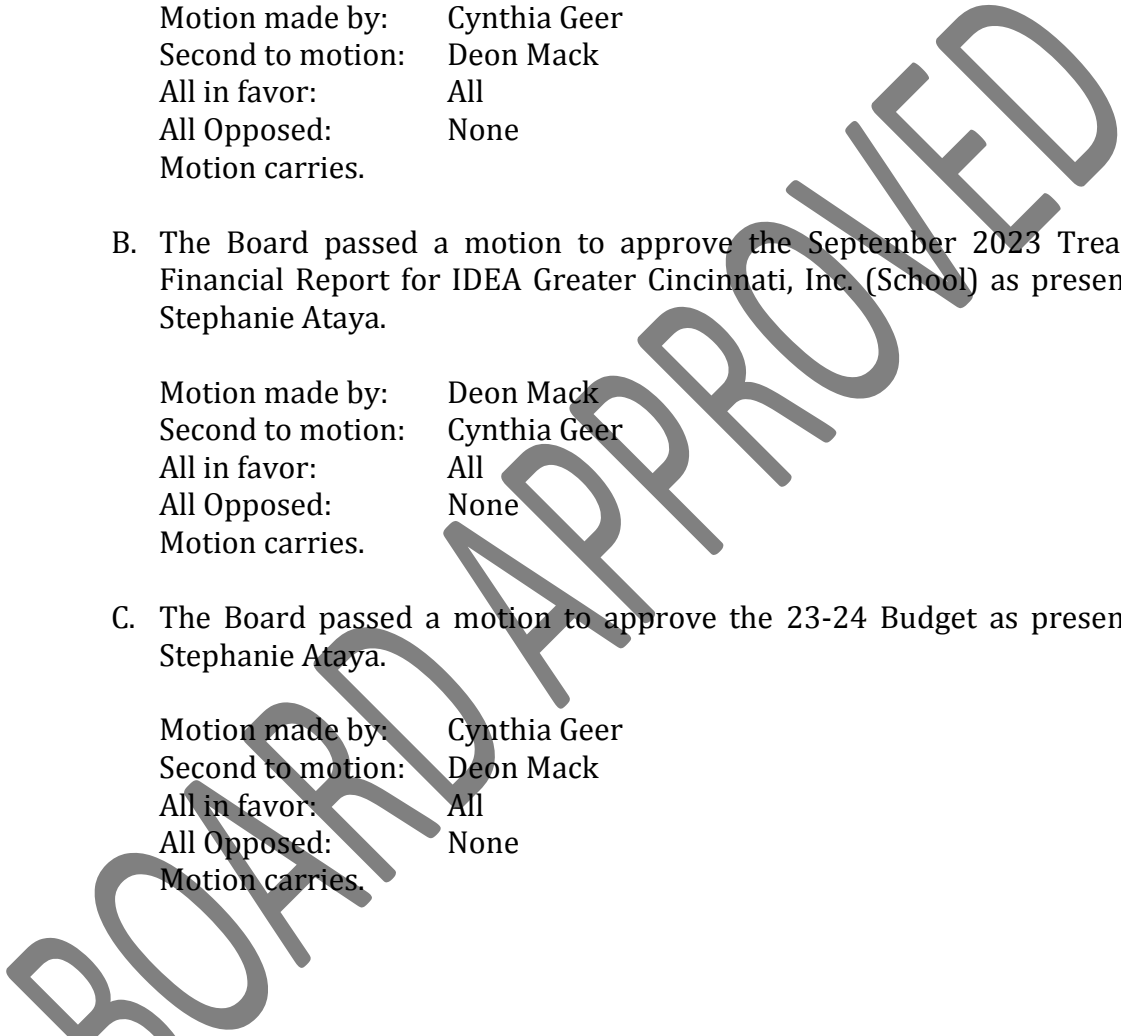 Motion made by: Cynthia Geer
Second to motion: Deon Mack
All in favor: All
All Opposed: None
Motion carries.
B. The Board passed a motion to approve the September 2023 Trea
Financial Report for IDEA Greater Cincinnati, Inc. (School) as presen
Stephanie Ataya.
Motion made by: Deon Mack
Second to motion: Cynthia Geer
All in favor: All
All Opposed: None
Motion carries.
C. The Board passed a motion to approve the 23-24 Budget as presen
Stephanie Ataya.
Motion made by: Cynthia Geer
Second to motion: Deon Mack
All in favor: All
All Opposed: None
Motion carries.
BOARD APPROVED